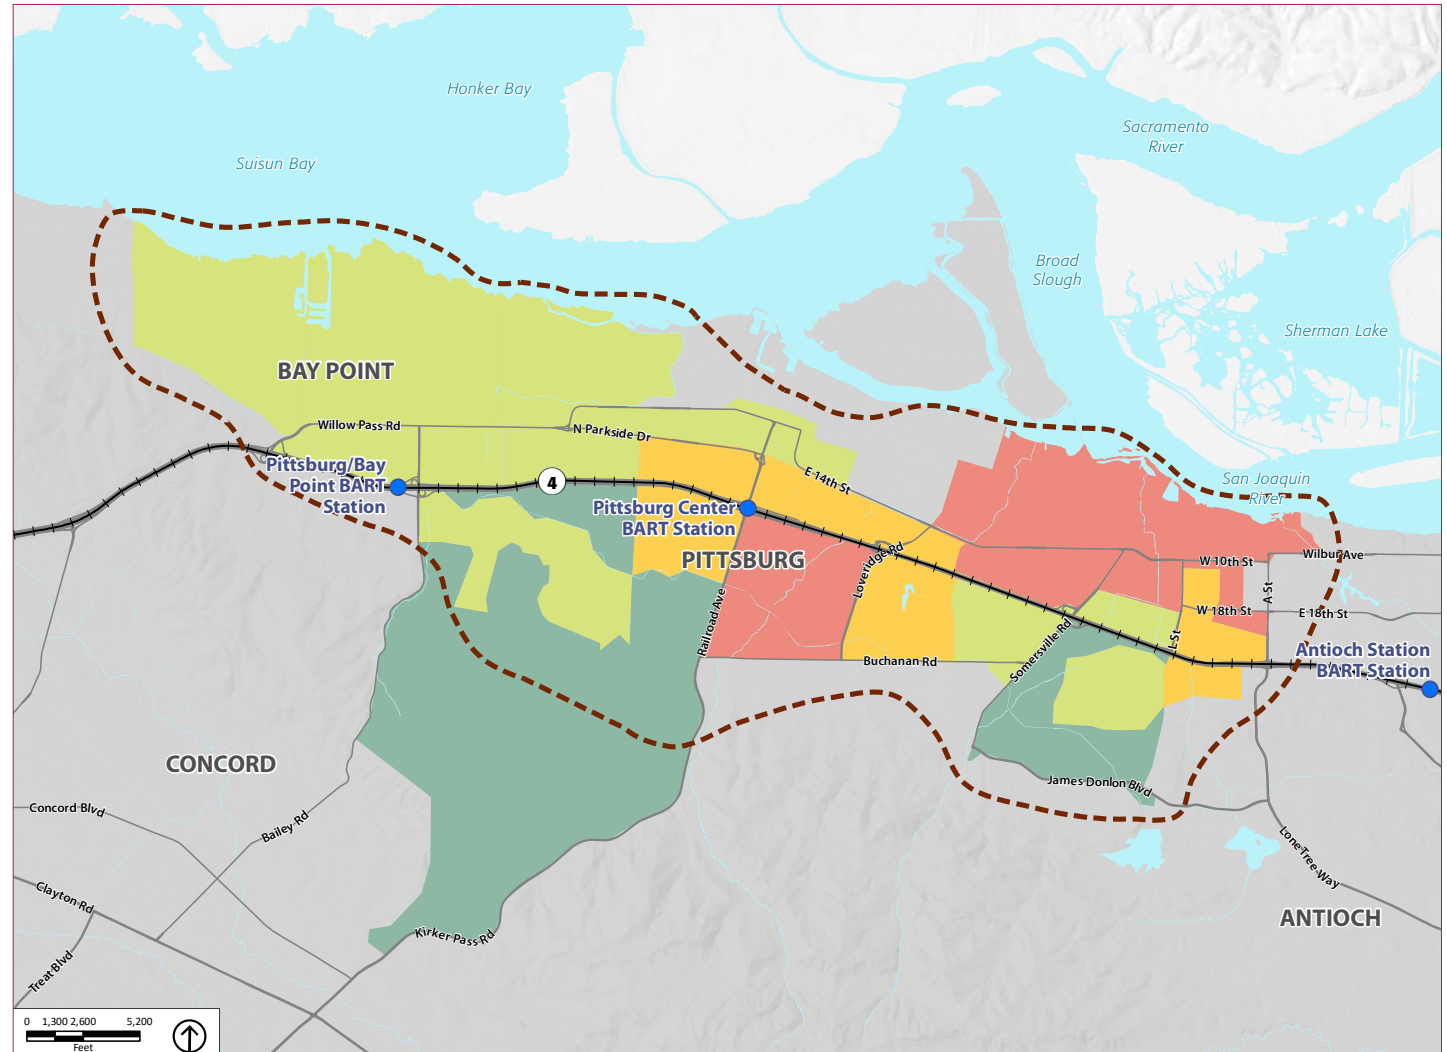 Honker Bay
Sacramento
River
Suisun Bay
Broad
Slough
Sherman Lake
BAY POINT
Willow Pass Rd
N Parkside Dr
Pittsburg/Bay
Point BART
Station
4
E 14th St
San Joaquin
River
Pittsburg Center
BART Station
PITTSBURG
Loveridge Rd
W 10th St
Wilbur Ave
A St
W 18th St
E 18th St
Railroad Ave
L St
Somersville Rd
Buchanan Rd
Antioch Station
BART Station
CONCORD
James Donlon Blvd
Concord Blvd
Bailey Rd
Lone Tree Way
Clayton Rd
ANTIOCH
Kirker Pass Rd
Treat Blvd
0 1,300 2,600 5,200
Feet